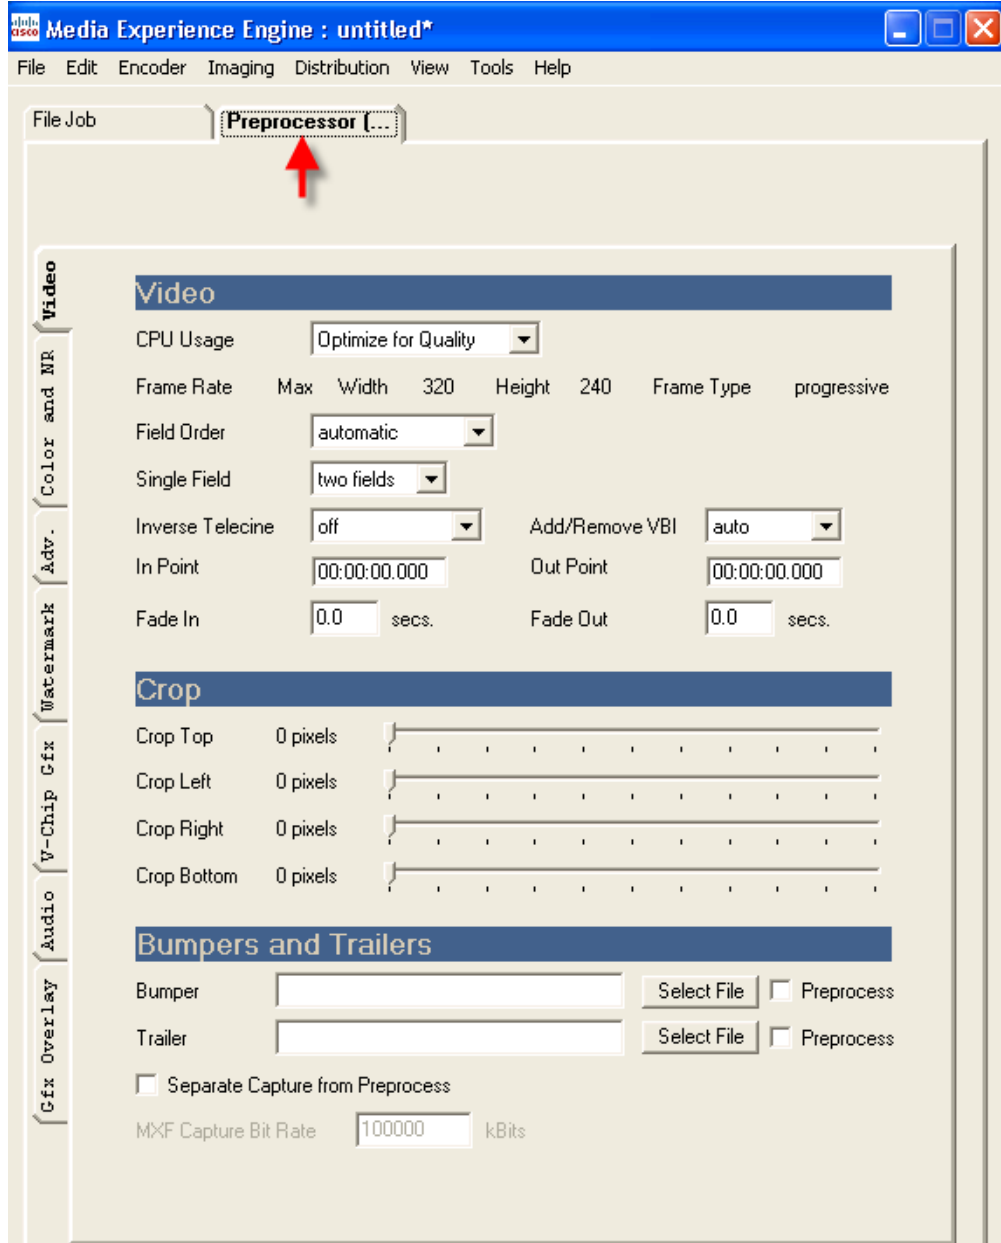 cisco Media Experience Engine : untitled*
File Edit Encoder Imaging Distribution View Tools Help
File Job Preprocessor (...
Video
Color and NR
Adv.
Watermark
V-Chip Gfx
Audio
Gfx Overlay
Video
CPU Usage Optimize for Quality
Frame Rate Max Width 320 Height 240 Frame Type progressive
Field Order automatic
Single Field two fields
Inverse Telecine off Add/Remove VBI auto
In Point 00:00:00.000 Out Point 00:00:00.000
Fade In 0.0 secs. Fade Out 0.0 secs.
Crop
Crop Top 0 pixels
Crop Left 0 pixels
Crop Right 0 pixels
Crop Bottom 0 pixels
Bumpers and Trailers
Bumper Select File Preprocess
Trailer Select File Preprocess
Separate Capture from Preprocess
MXF Capture Bit Rate 100000 kBits